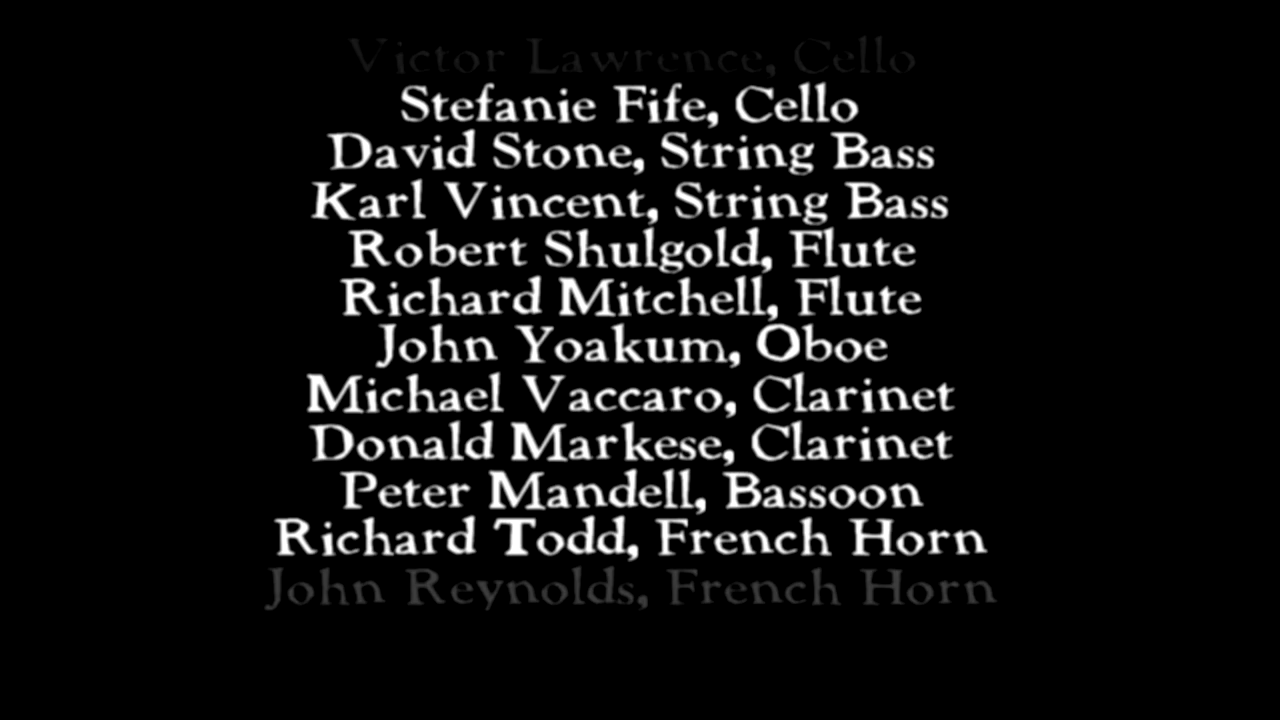 Victor Lawrence, Cello
Stefanie Fife, Cello
David Stone, String Bass
Karl Vincent, String Bass
Robert Shulgold, Flute
Richard Mitchell, Flute
John Yoakum, Oboe
Michael Vaccaro, Clarinet
Donald Markese, Clarinet
Peter Mandell, Bassoon
Richard Todd, French Horn
John Reynolds, French Horn